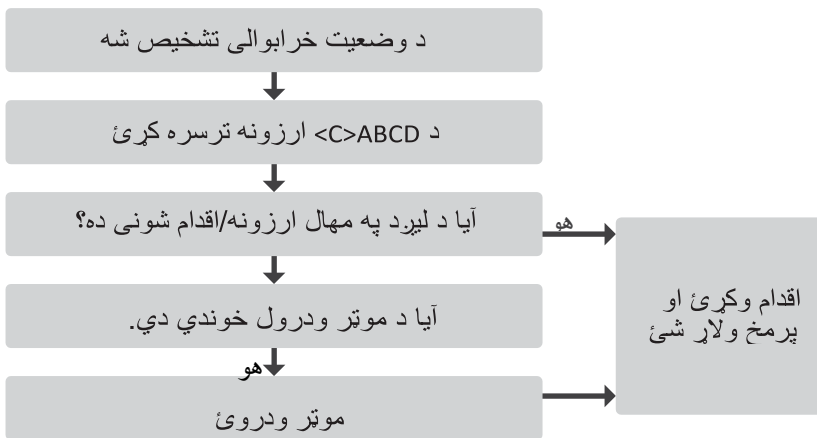 د وضعیت خرابوالی تشخیص شه
د ABCD<C> ارزونه ترسره کړئ
آیا د لیږد په مهال ارزونه/اقدام شونی ده؟
هو
آیا د موټر ودرول خوندي دي.
هو
موټر ودروئ
اقدام وکړئ او
پرمخ ولاړ شئ